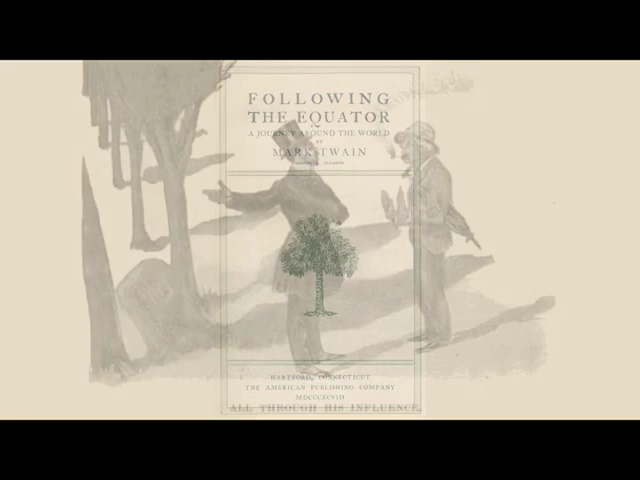 FOLLOWING
THE EQUATOR
A JOURNEY AROUND THE WORLD
BY
MARK TWAIN
HARTFORD, CONNECTICUT
THE AMERICAN PUBLISHING COMPANY
MDCCCXCVIII
ALL THROUGH HIS INFLUENCE.